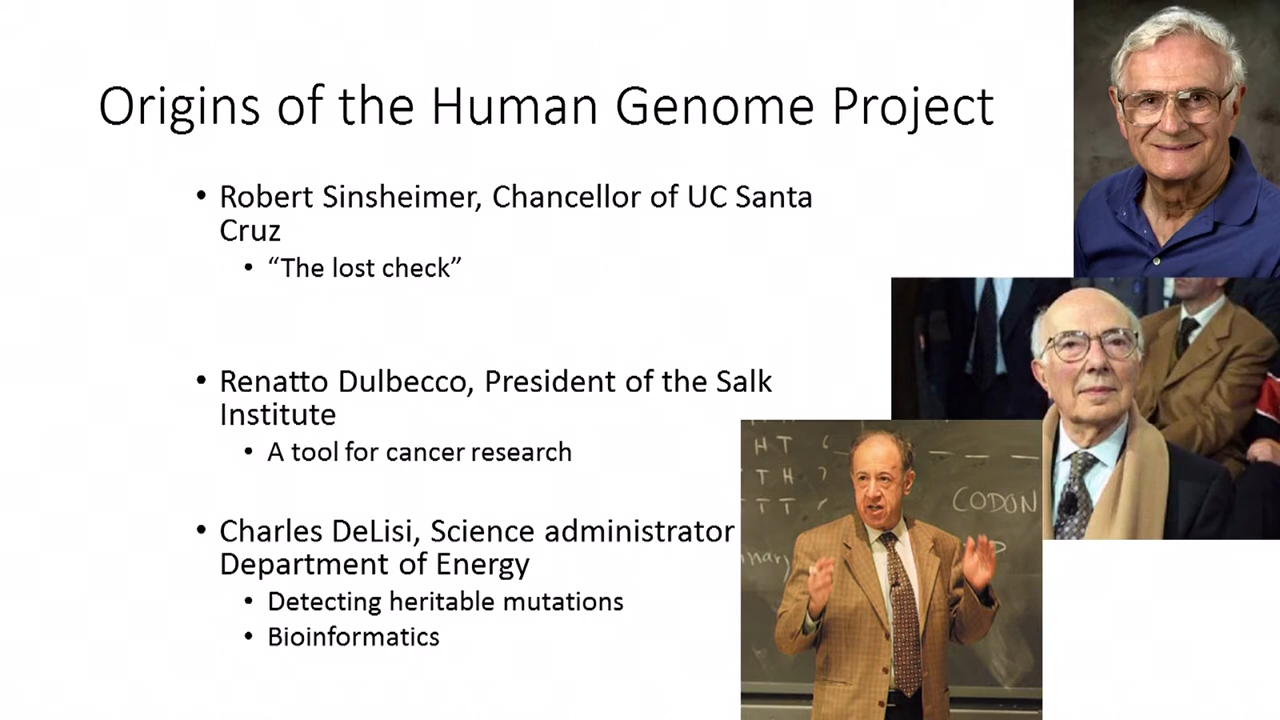 Origins of the Human Genome Project
• Robert Sinsheimer, Chancellor of UC Santa
Cruz
• “The lost check”
• Renatto Dulbecco, President of the Salk
Institute
• A tool for cancer research
• Charles DeLisi, Science administrator
Department of Energy
• Detecting heritable mutations
• Bioinformatics
H T
T H
T T T
CODON